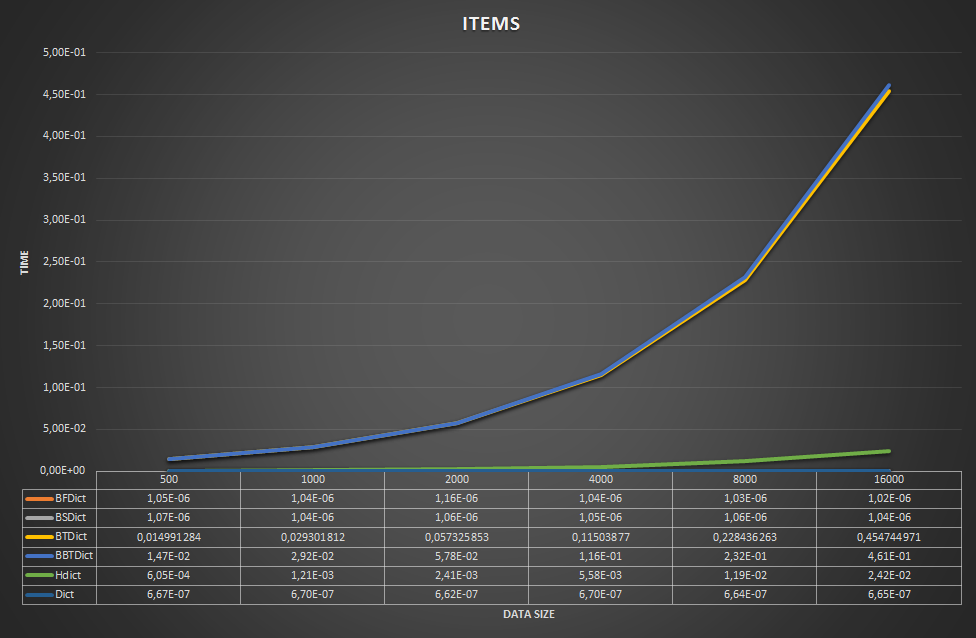 ITEMS
5,00E-01
4,50E-01
4,00E-01
3,50E-01
3,00E-01
2,50E-01
2,00E-01
1,50E-01
1,00E-01
5,00E-02
0,00E+00
TIME
500 1000 2000 4000 8000 16000
BFDict 1,05E-06 1,04E-06 1,16E-06 1,04E-06 1,03E-06 1,02E-06
BSDict 1,07E-06 1,04E-06 1,06E-06 1,05E-06 1,06E-06 1,04E-06
BTDict 0,014991284 0,029301812 0,057325853 0,11503877 0,228436263 0,454744971
BBTDict 1,47E-02 2,92E-02 5,78E-02 1,16E-01 2,32E-01 4,61E-01
Hdict 6,05E-04 1,21E-03 2,41E-03 5,58E-03 1,19E-02 2,42E-02
Dict 6,67E-07 6,70E-07 6,62E-07 6,70E-07 6,64E-07 6,65E-07
DATA SIZE